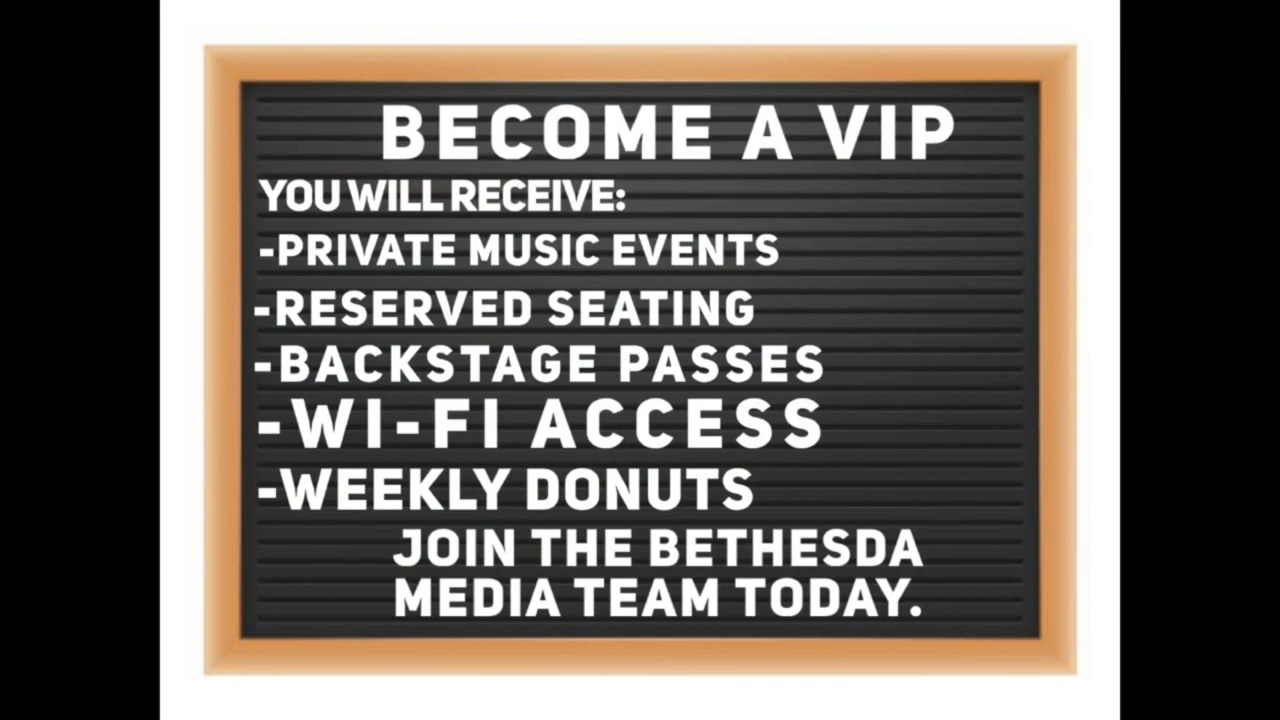 BECOME A VIP
YOU WILL RECEIVE:
-PRIVATE MUSIC EVENTS
-RESERVED SEATING
-BACKSTAGE PASSES
-WI-FI ACCESS
-WEEKLY DONUTS
JOIN THE BETHESDA
MEDIA TEAM TODAY.